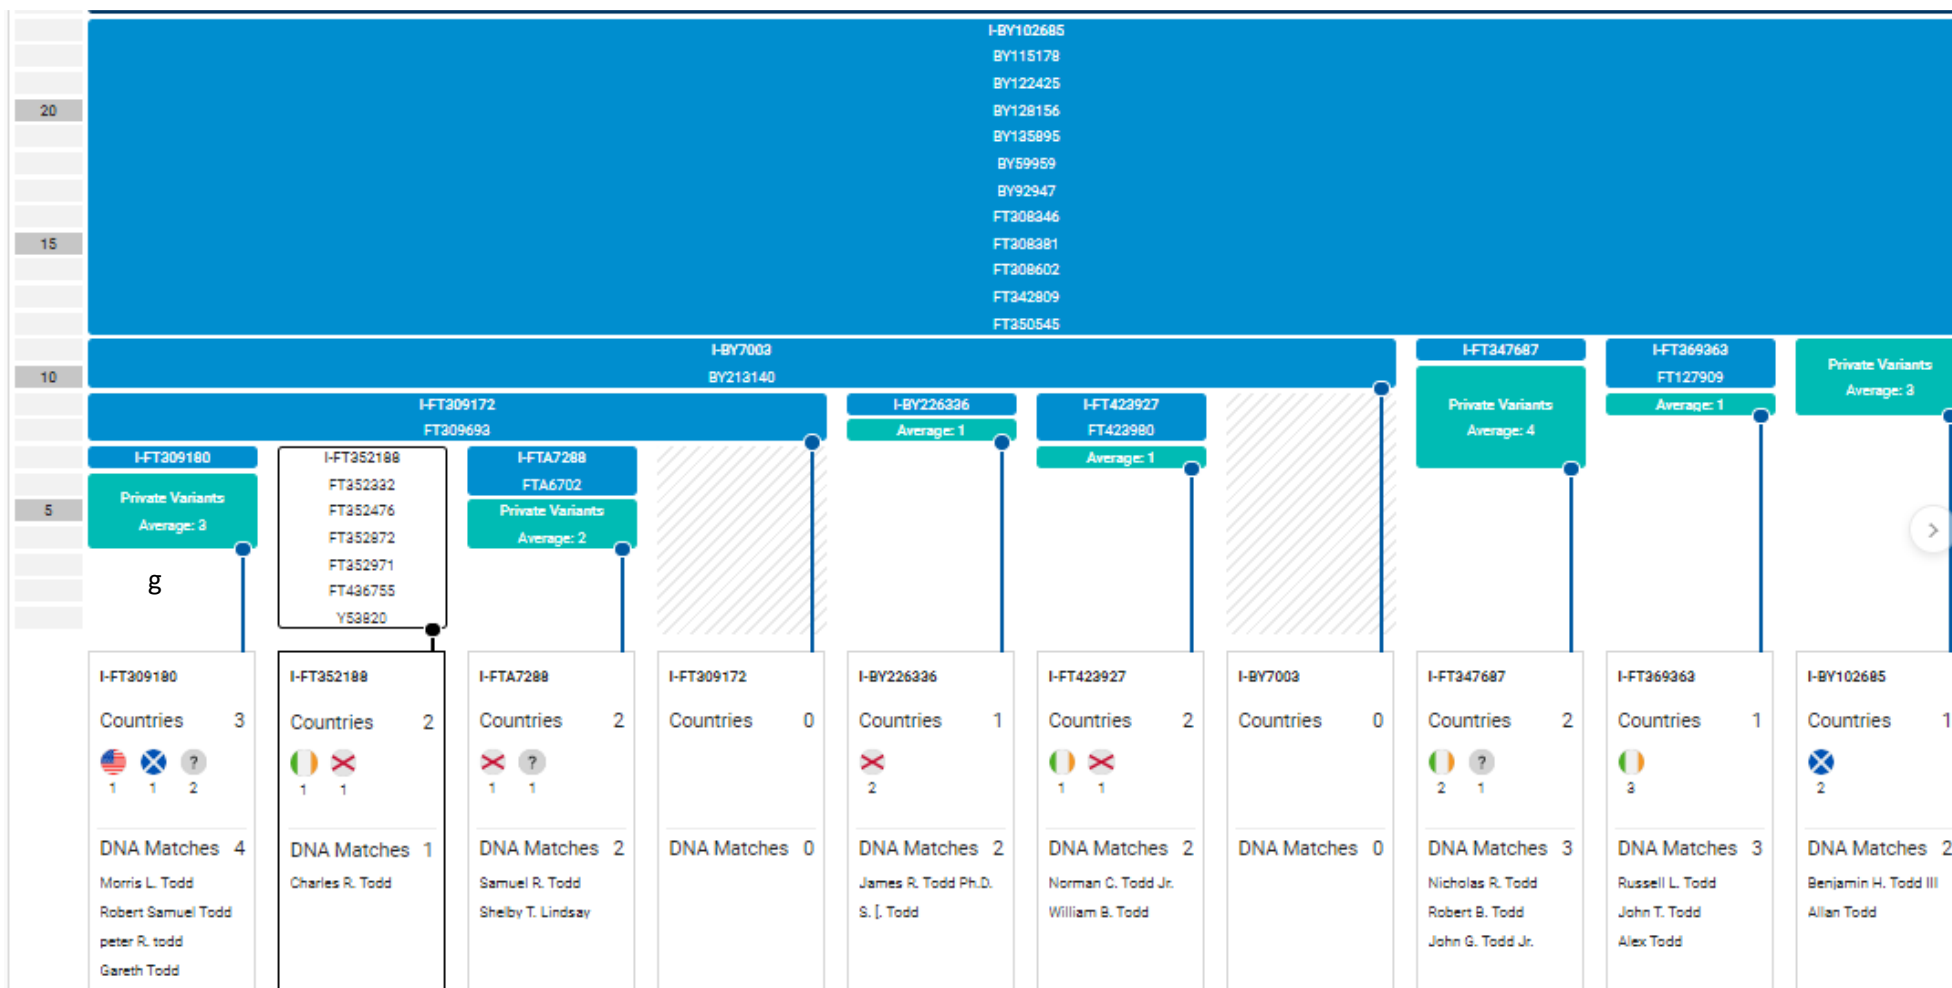 I-BY102685
BY115178
BY122425
20
BY128156
BY135895
BY59959
BY92947
FT308346
15
FT308381
FT308602
FT342809
FT350545
I-BY7003
I-FT347687
I-FT369363
10
BY213140
FT127909
Private Variants
Average: 3
I-FT309172
I-BY226336
I-FT423927
Private Variants
Average: 1
FT309693
Average: 1
FT423980
Average: 4
I-FT309180
I-FT352188
I-FTA7288
Average: 1
FT352332
FTA6702
Private Variants
5
FT352476
Private Variants
Average: 3
FT352872
Average: 2
FT352971
g
FT436755
Y53820
I-FT309180
Countries 3
1 1 2
DNA Matches 4
Morris L. Todd
Robert Samuel Todd
peter R. todd
Gareth Todd
I-FT352188
Countries 2
1 1
DNA Matches 1
Charles R. Todd
I-FTA7288
Countries 2
?
1 1
DNA Matches 2
Samuel R. Todd
Shelby T. Lindsay
I-FT309172
Countries 0
DNA Matches 0
I-BY226336
Countries 1
2
DNA Matches 2
James R. Todd Ph.D.
S. [. Todd
I-FT423927
Countries 2
1 1
DNA Matches 2
Norman C. Todd Jr.
William B. Todd
I-BY7003
Countries 0
DNA Matches 0
I-FT347687
Countries 2
?
2 1
DNA Matches 3
Nicholas R. Todd
Robert B. Todd
John G. Todd Jr.
I-FT369363
Countries 1
3
DNA Matches 3
Russell L. Todd
John T. Todd
Alex Todd
I-BY102685
Countries 1
2
DNA Matches 2
Benjamin H. Todd III
Allan Todd